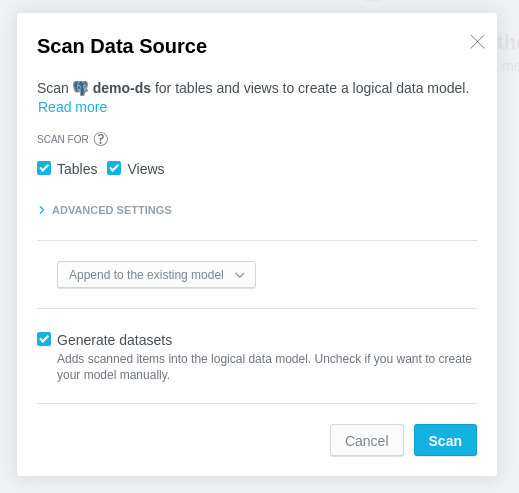 Scan Data Source
Scan demo-ds for tables and views to create a logical data model.
Read more
SCAN FOR ?
Tables Views
ADVANCED SETTINGS
Append to the existing model
Generate datasets
Adds scanned items into the logical data model. Uncheck if you want to create
your model manually.
Cancel Scan